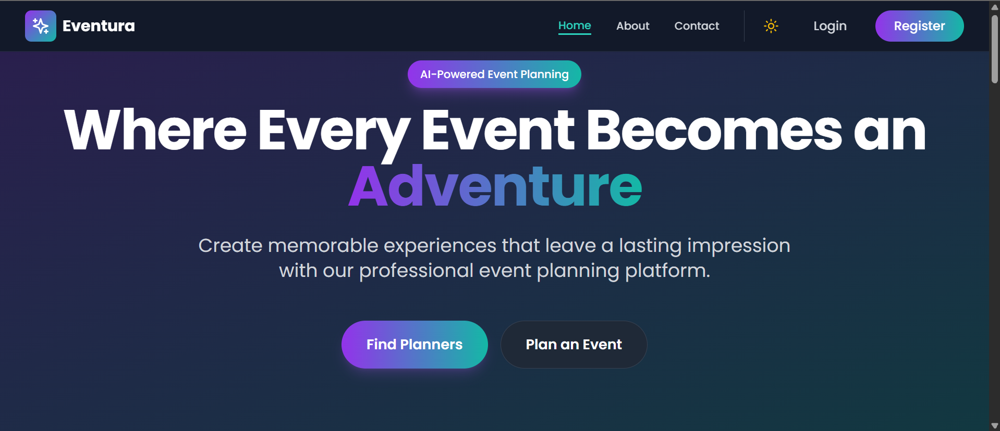 Eventura
Home
About
Contact
Login
Register
AI-Powered Event Planning
Where Every Event Becomes an
Adventure
Create memorable experiences that leave a lasting impression
with our professional event planning platform.
Find Planners
Plan an Event